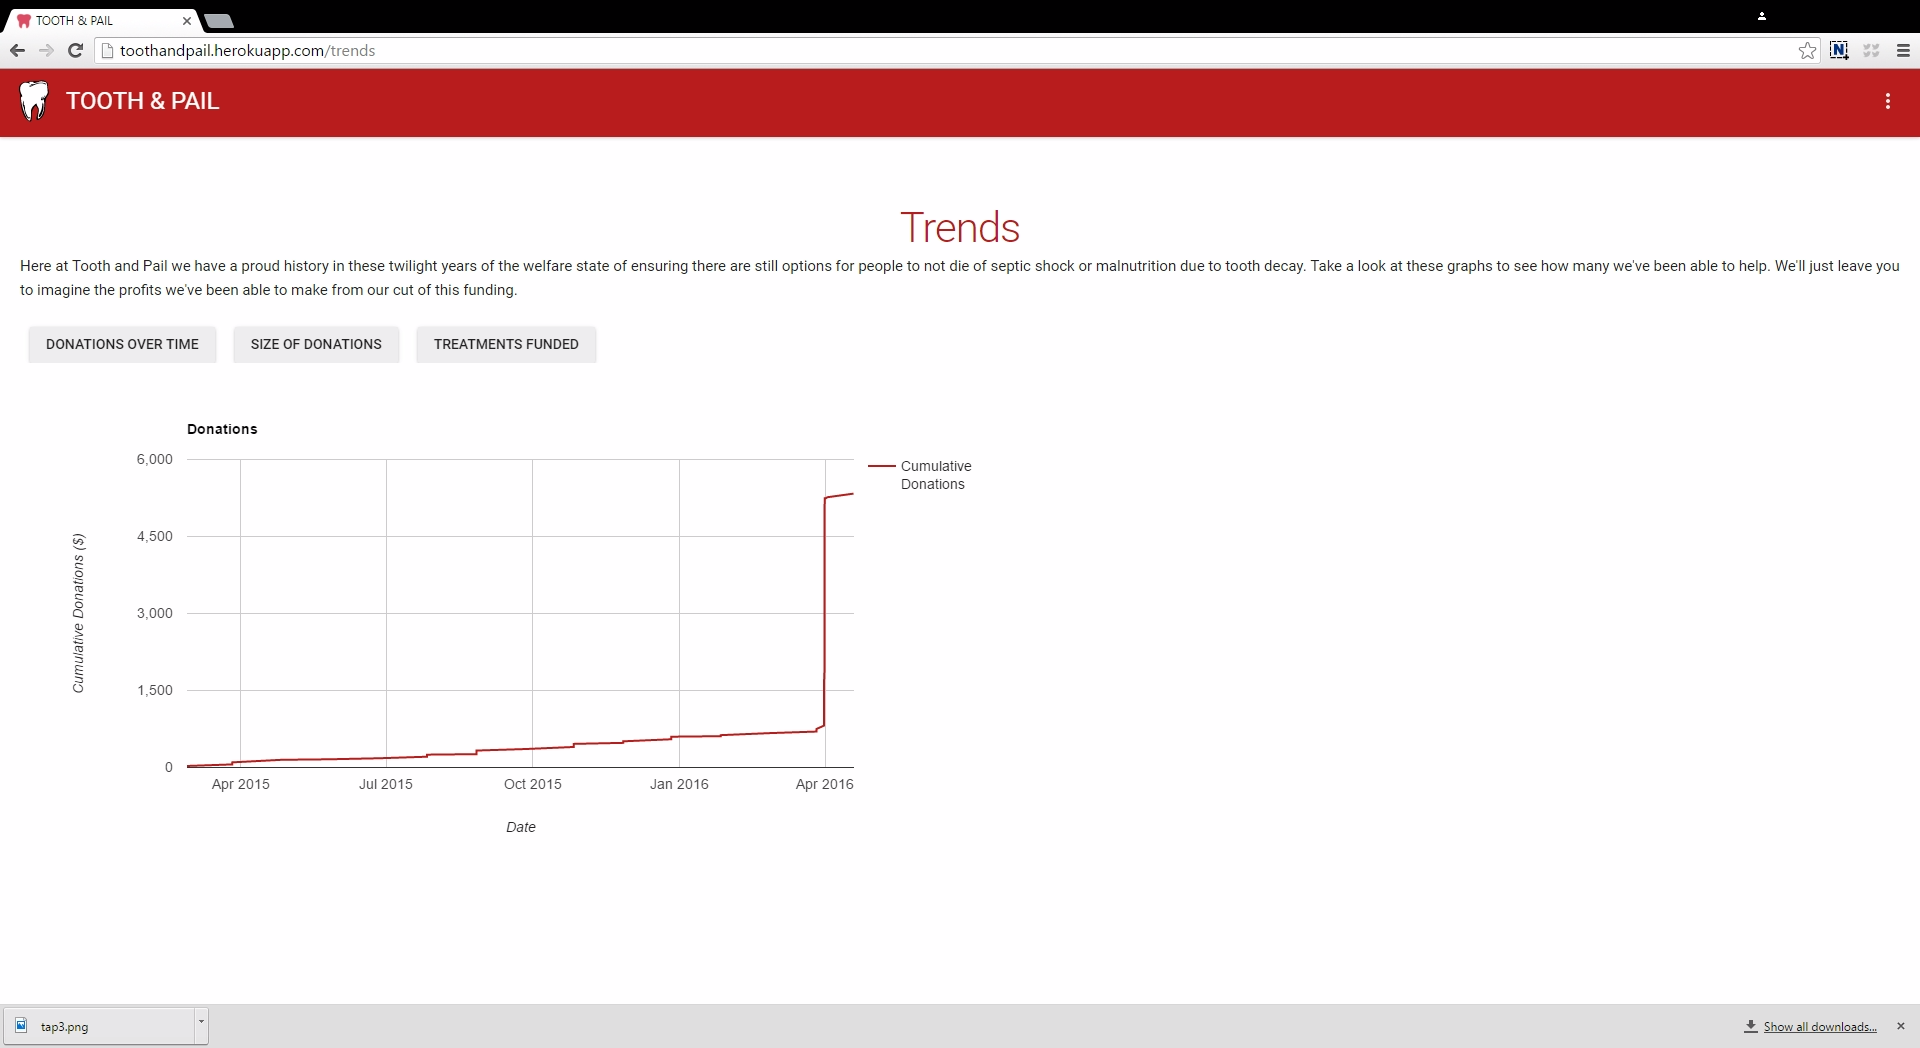 TOOTH & PAIL
toothandpail.herokuapp.com/trends
N
TOOTH & PAIL
Trends
Here at Tooth and Pail we have a proud history in these twilight years of the welfare state of ensuring there are still options for people to not die of septic shock or malnutrition due to tooth decay. Take a look at these graphs to see how many we've been able to help. We'll just leave you
to imagine the profits we've been able to make from our cut of this funding.
DONATIONS OVER TIME SIZE OF DONATIONS TREATMENTS FUNDED
Donations
6,000
4,500
3,000
1,500
0
Cumulative Donations ($)
Cumulative
Donations
Apr 2015 Jul 2015 Oct 2015 Jan 2016 Apr 2016
Date
tap3.png
Show all downloads...